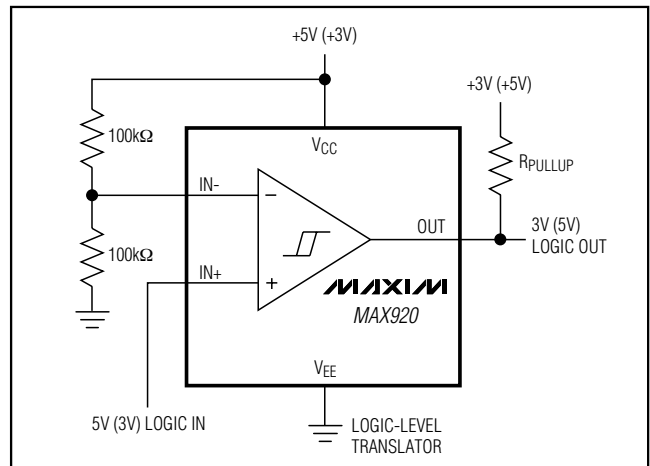 +5V (+3V)
+3V (+5V)
100kΩ
VCC
RPULLUP
IN-
−
OUT
3V (5V)
LOGIC OUT
100kΩ
IN+
+
MAXIM
MAX920
VEE
5V (3V) LOGIC IN
LOGIC-LEVEL
TRANSLATOR